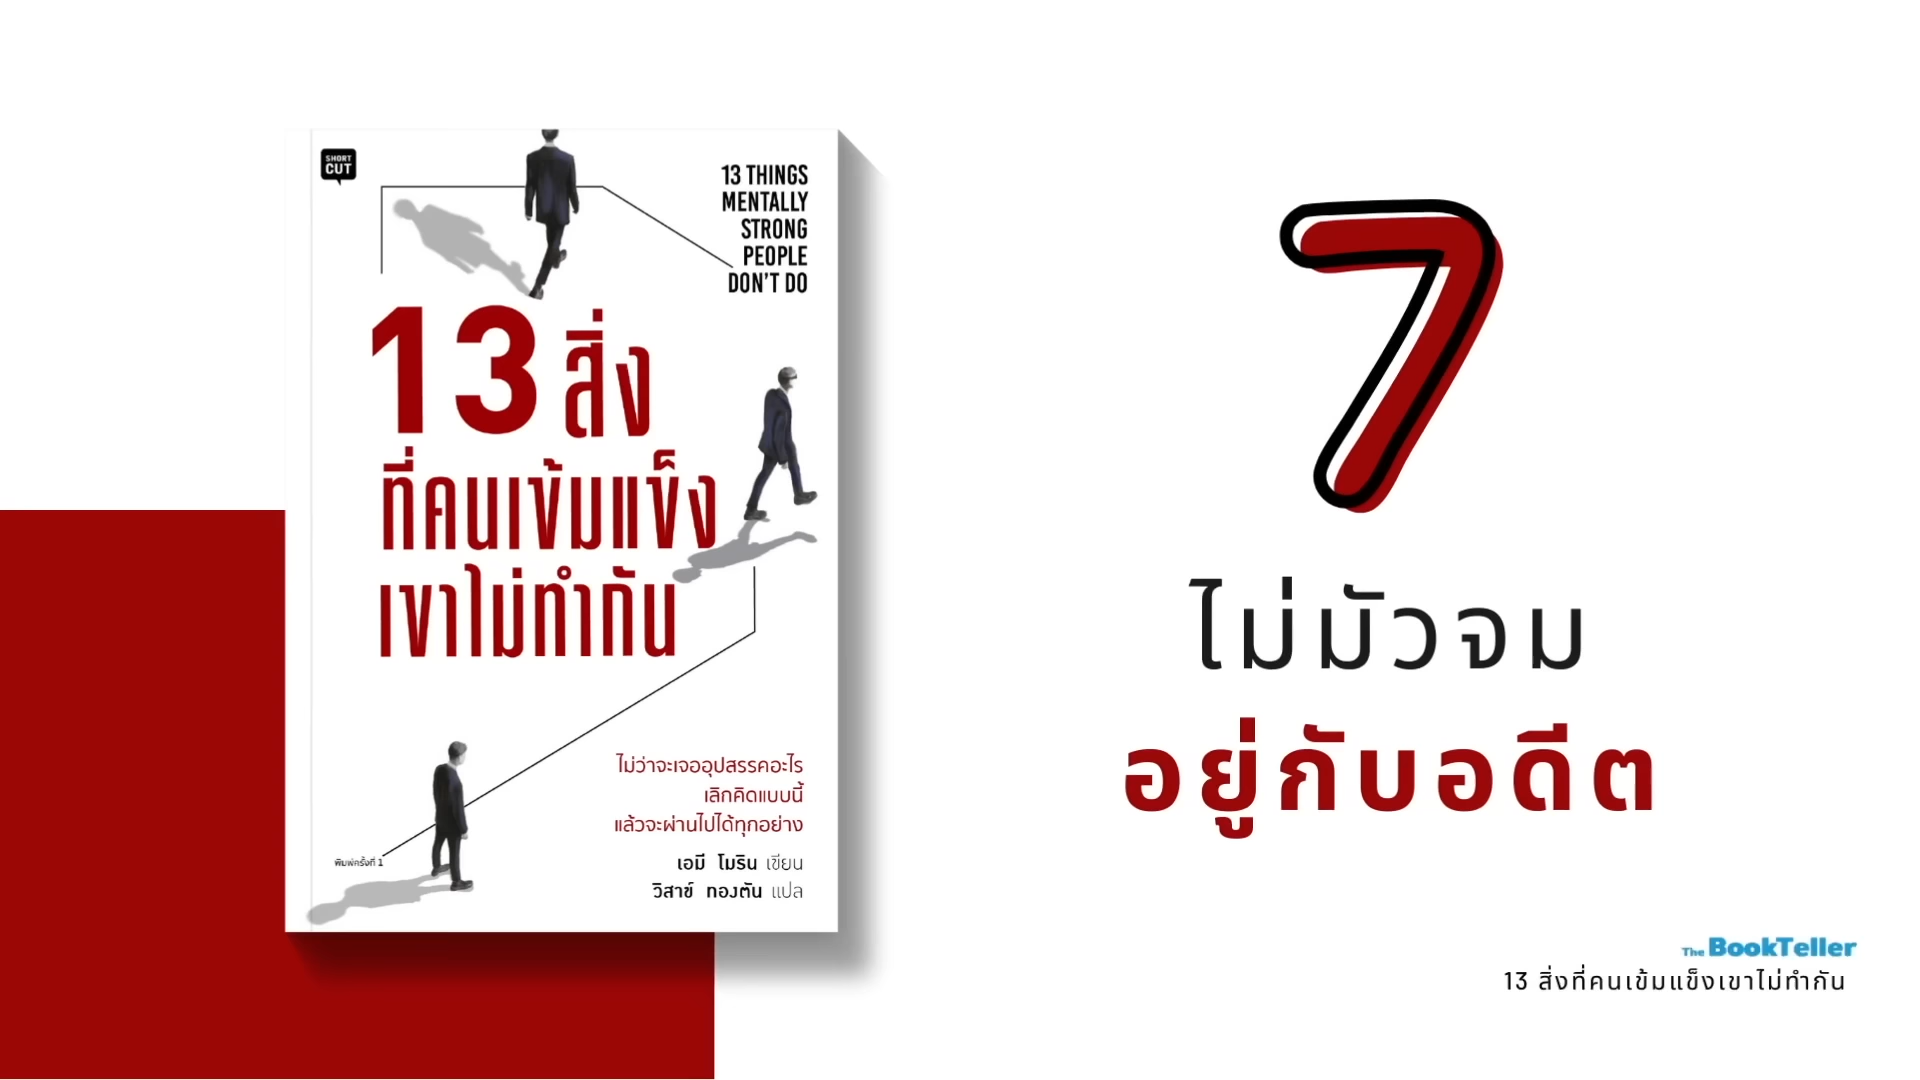 SHORT
CUT
13 THINGS
MENTALLY
STRONG
PEOPLE
DON'T DO
13 สิ่ง
ที่คนเข้มแข็ง
เขาไม่ทำกัน
ไม่ว่าจะเจออุปสรรคอะไร
เลิกคิดแบบนี้
แล้วจะผ่านไปได้ทุกอย่าง
พิมพ์ครั้งที่ 1
เอมี โมริน เขียน
วิสาข์ ทองตัน แปล
7
ไม่มัวจม
อยู่กับอดีต
The BookTeller
13 สิ่งที่คนเข้มแข็งเขาไม่ทำกัน